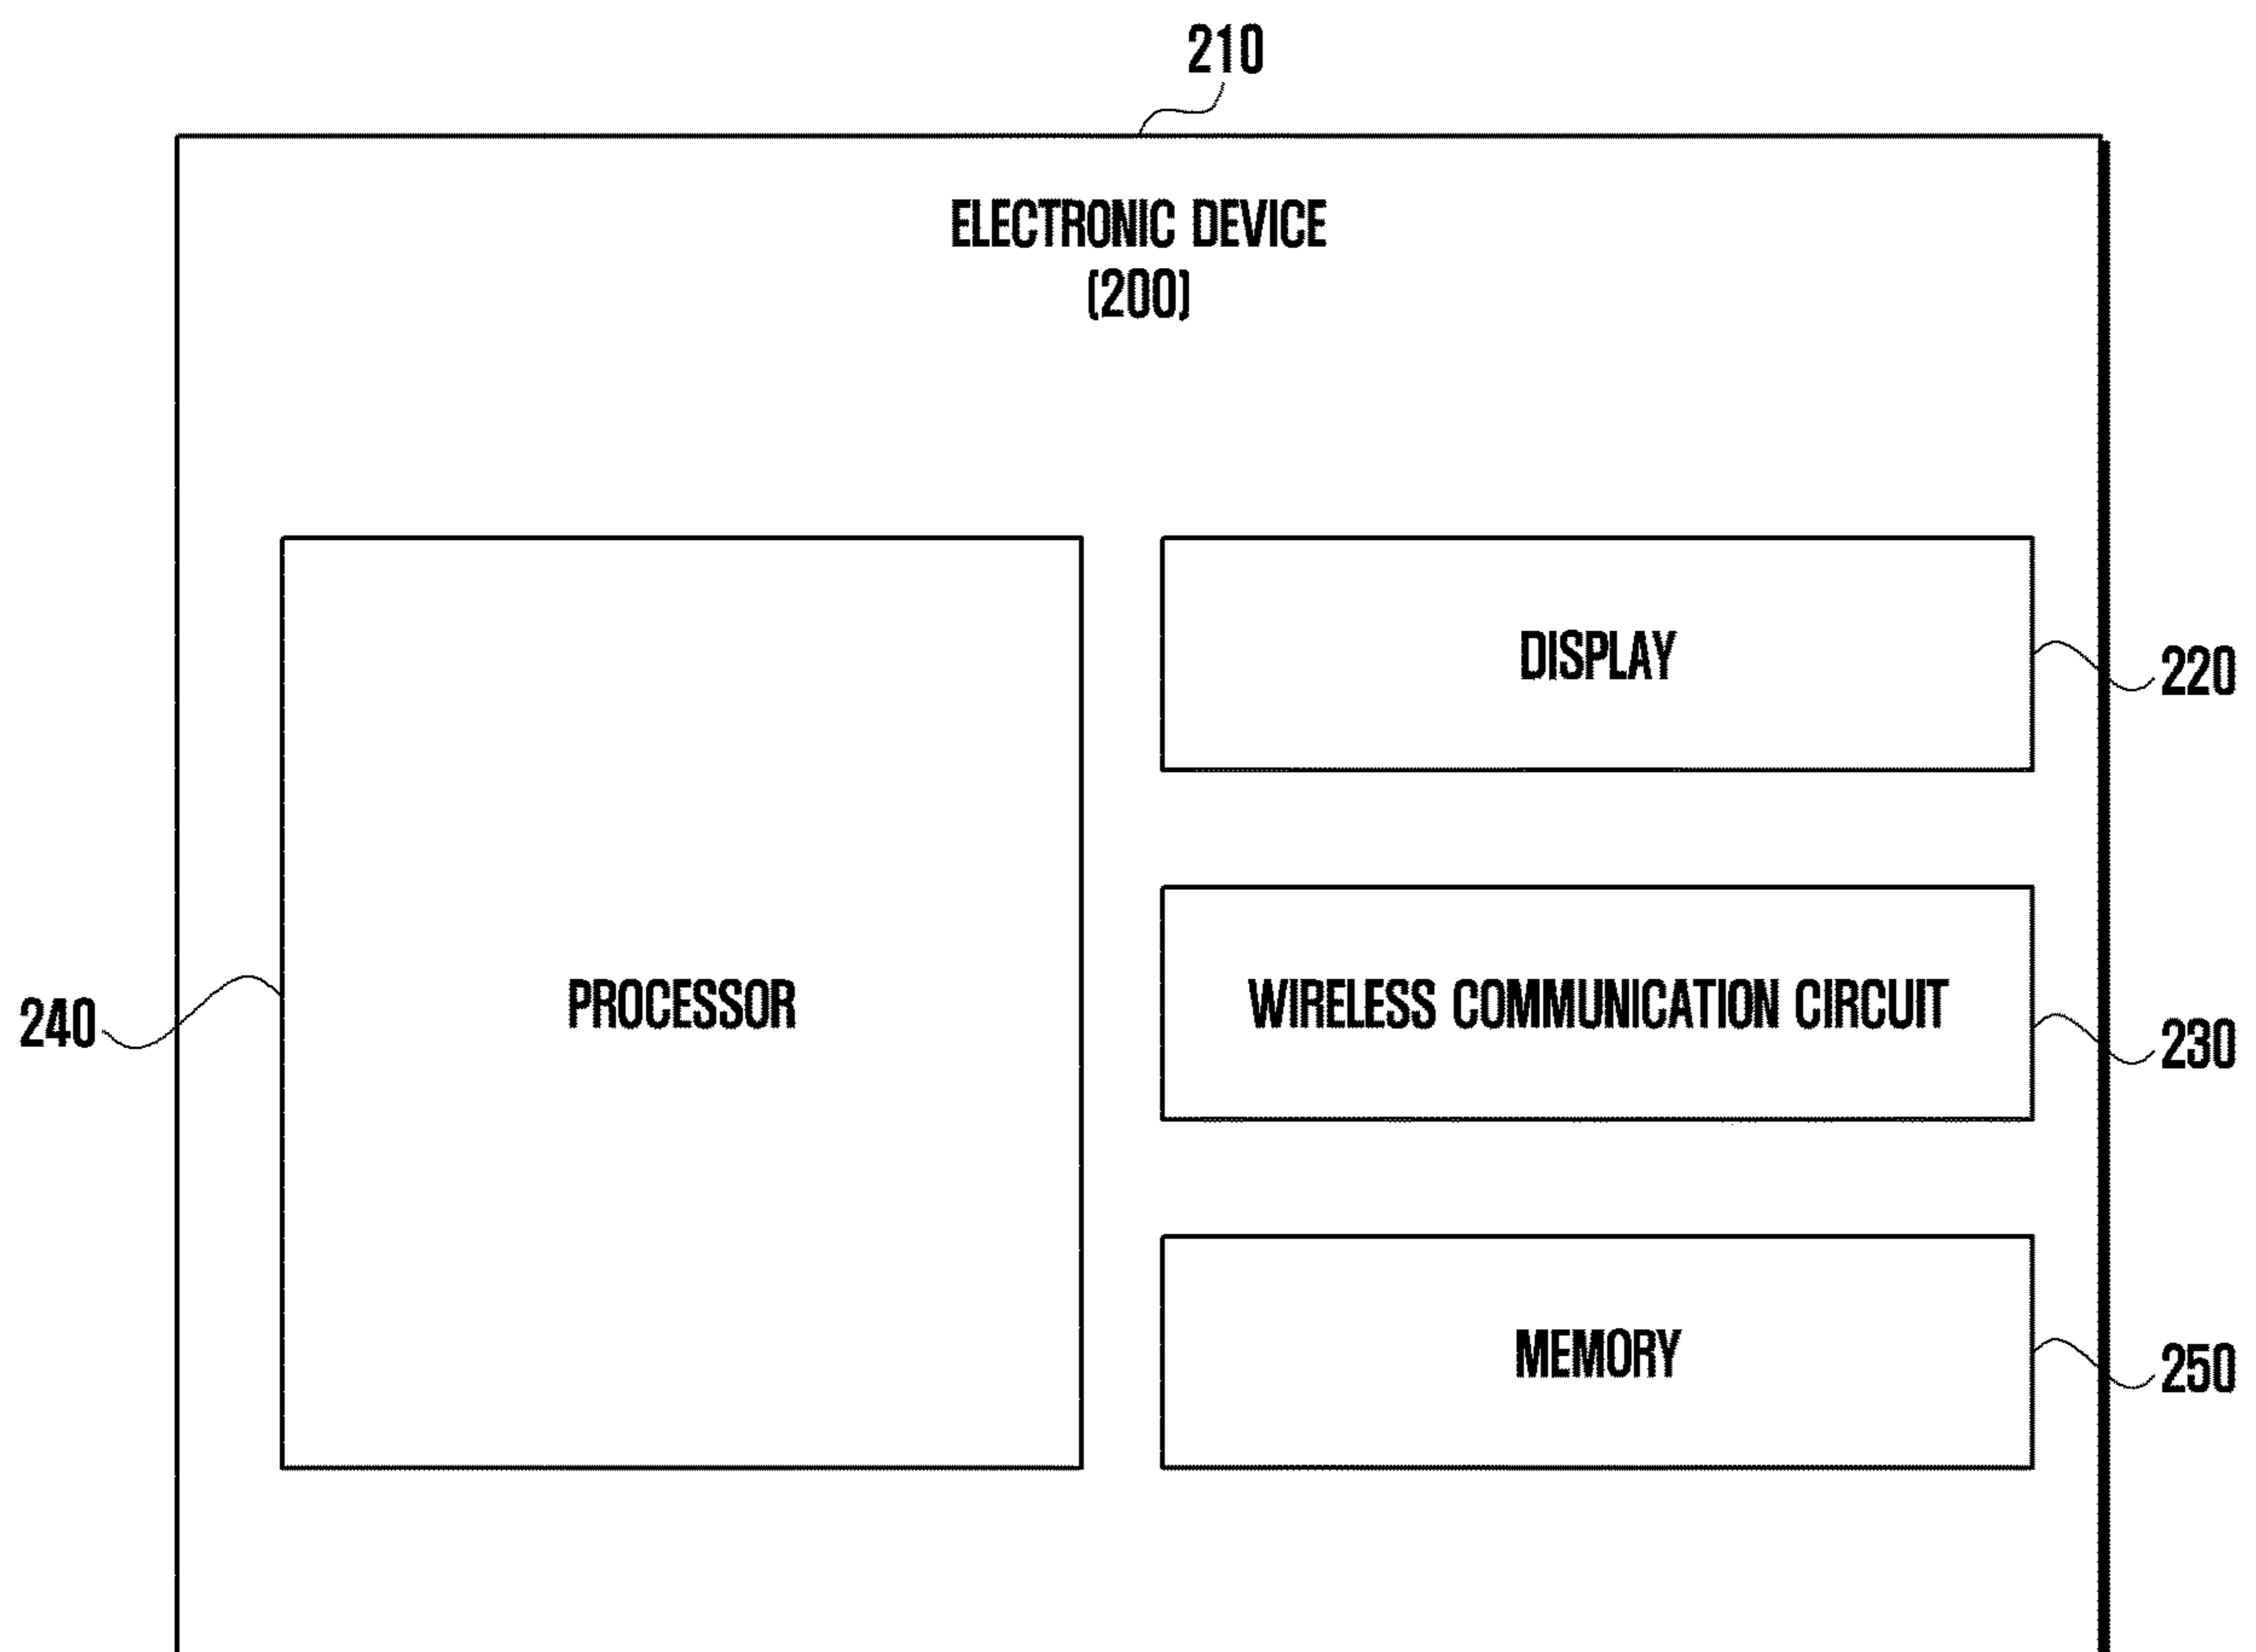 210
ELECTRONIC DEVICE
(200)
DISPLAY
220
PROCESSOR
240
WIRELESS COMMUNICATION CIRCUIT
230
MEMORY
250